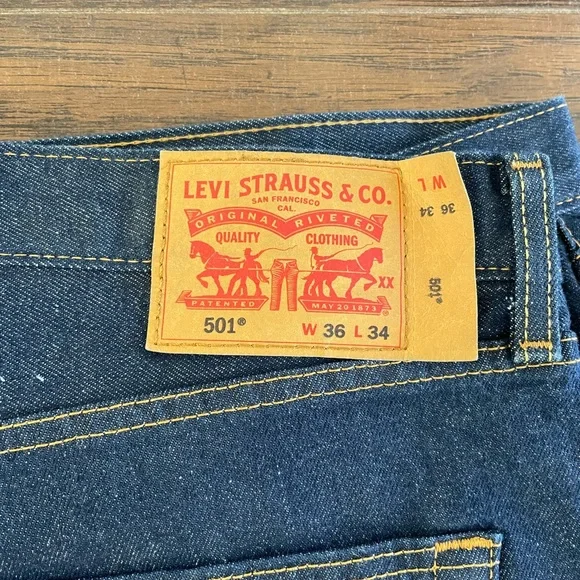 LEVI STRAUSS & CO.
SAN FRANCISCO
CAL.
ORIGINAL RIVETED
QUALITY CLOTHING
XX
PATENTED MAY 20 1873
501® W 36 L 34
W L
36 34
501®